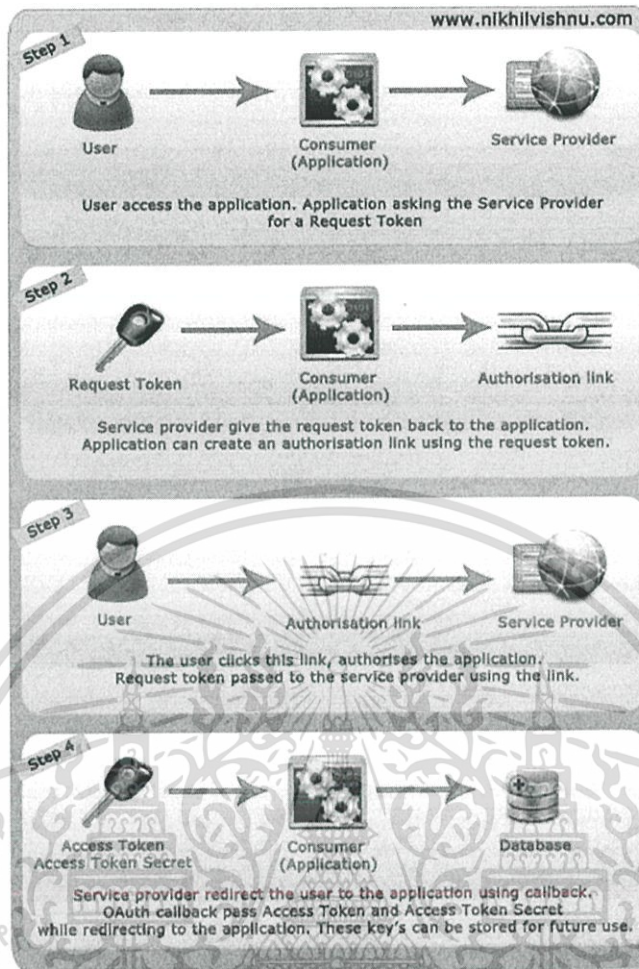 www.nikhilvishnu.com
Step 1
User
Consumer
(Application)
Service Provider
User access the application. Application asking the Service Provider
for a Request Token
Step 2
Request Token
Consumer
(Application)
Authorisation link
Service provider give the request token back to the application.
Application can create an authorisation link using the request token.
Step 3
User
Authorisation link
Service Provider
The user clicks this link, authorises the application.
Request token passed to the service provider using the link.
Step 4
Access Token
Access Token Secret
Consumer
(Application)
Database
Service provider redirect the user to the application using callback.
OAuth callback pass Access Token and Access Token Secret
while redirecting to the application. These key's can be stored for future use.